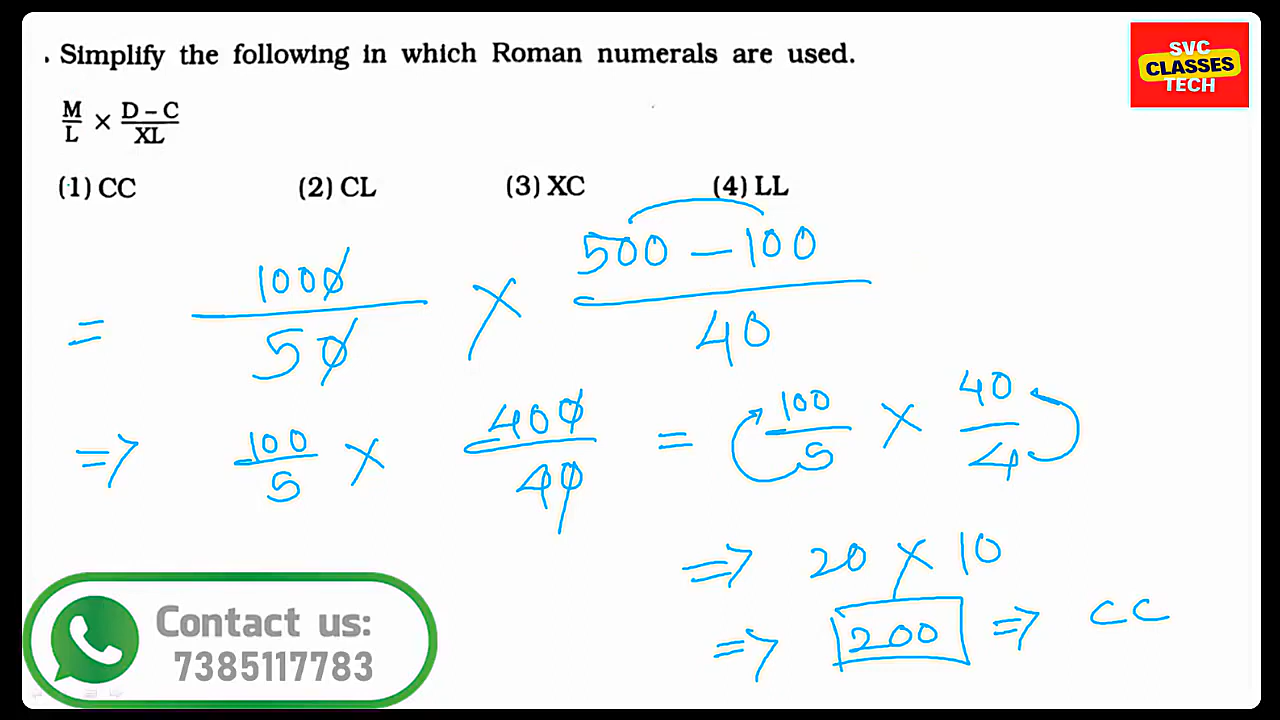 . Simplify the following in which Roman numerals are used.
M/L × D – C/XL
(1) CC (2) CL (3) XC (4) LL
= 1000/50 × 500 – 100/40
⇒ 100/5 × 400/40 = 100/5 × 40/4
⇒ 20 × 10
⇒ 200 ⇒ CC
SVC
CLASSES
TECH
Contact us:
7385117783